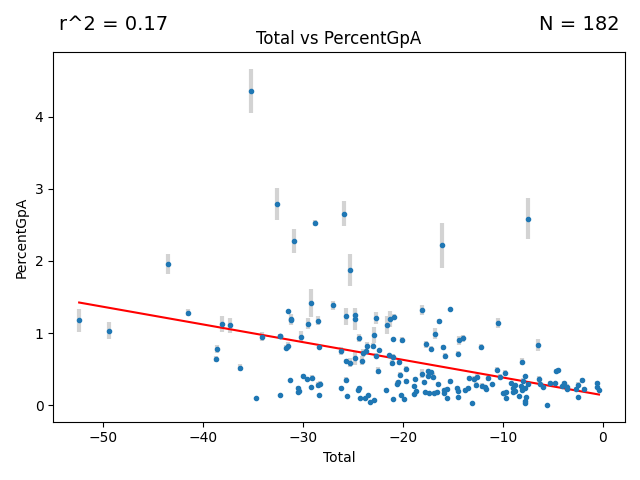 r^2 = 0.17
N = 182
Total vs PercentGpA
PercentGpA
4
3
2
1
0
−50
−40
−30
−20
−10
0
Total